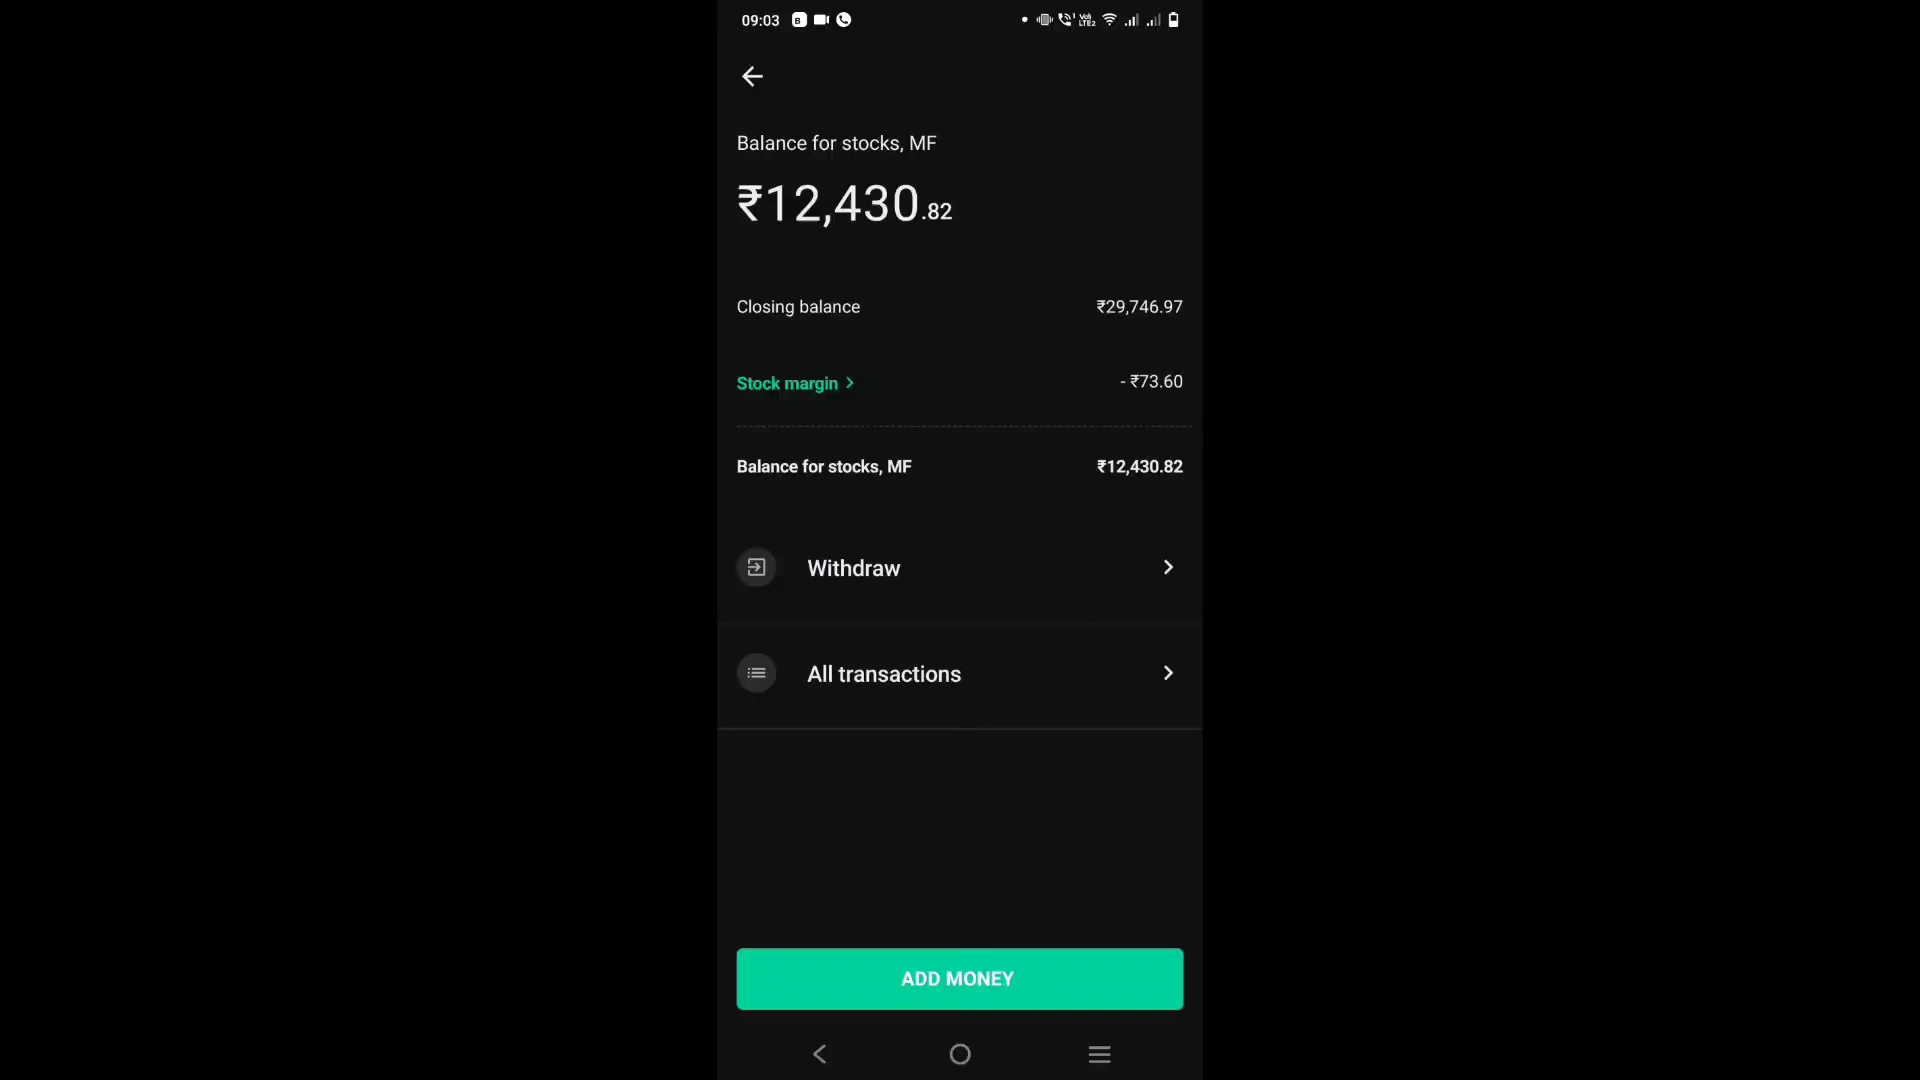 09:03
Balance for stocks, MF
₹12,430.82
Closing balance ₹29,746.97
Stock margin - ₹73.60
Balance for stocks, MF ₹12,430.82
Withdraw
All transactions
ADD MONEY